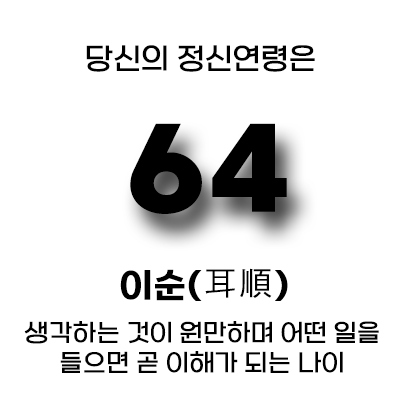 당신의 정신연령은
64
이순(耳順)
생각하는 것이 원만하며 어떤 일을
들으면 곧 이해가 되는 나이